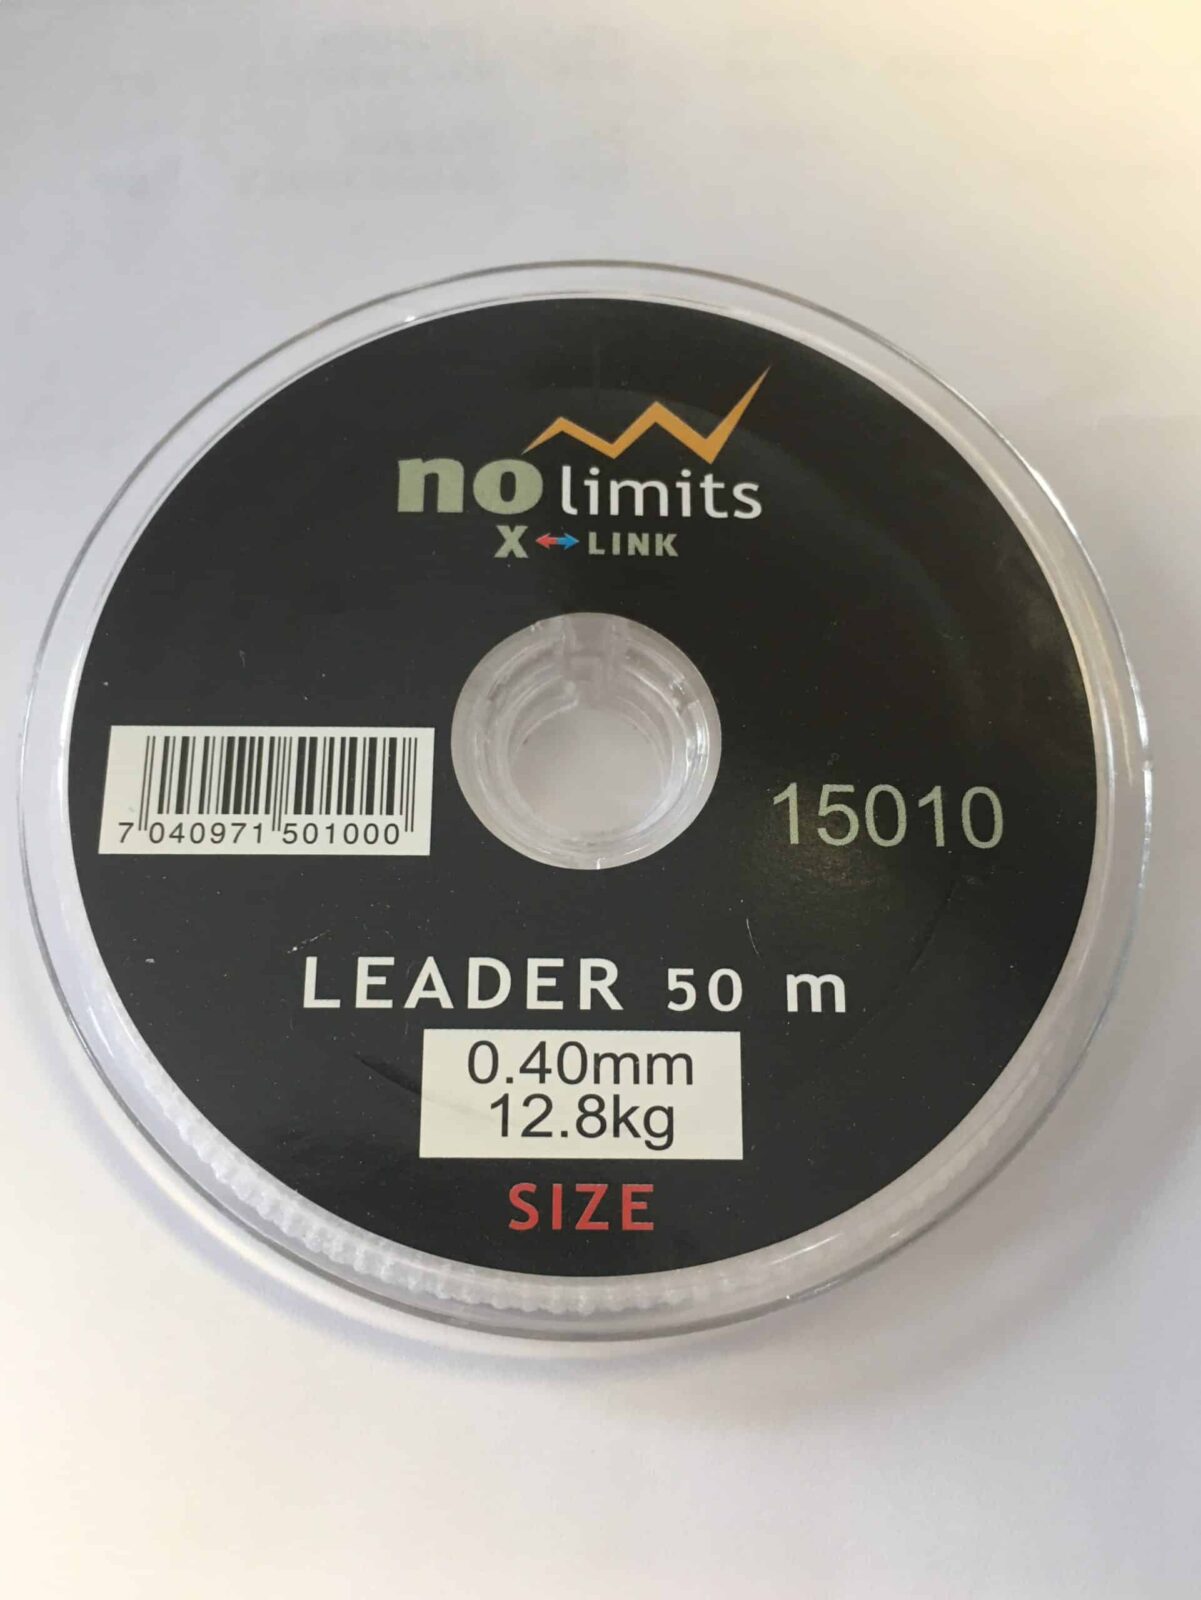 no limits
X LINK
7 040971 501000
15010
LEADER 50 m
0.40mm
12.8kg
SIZE